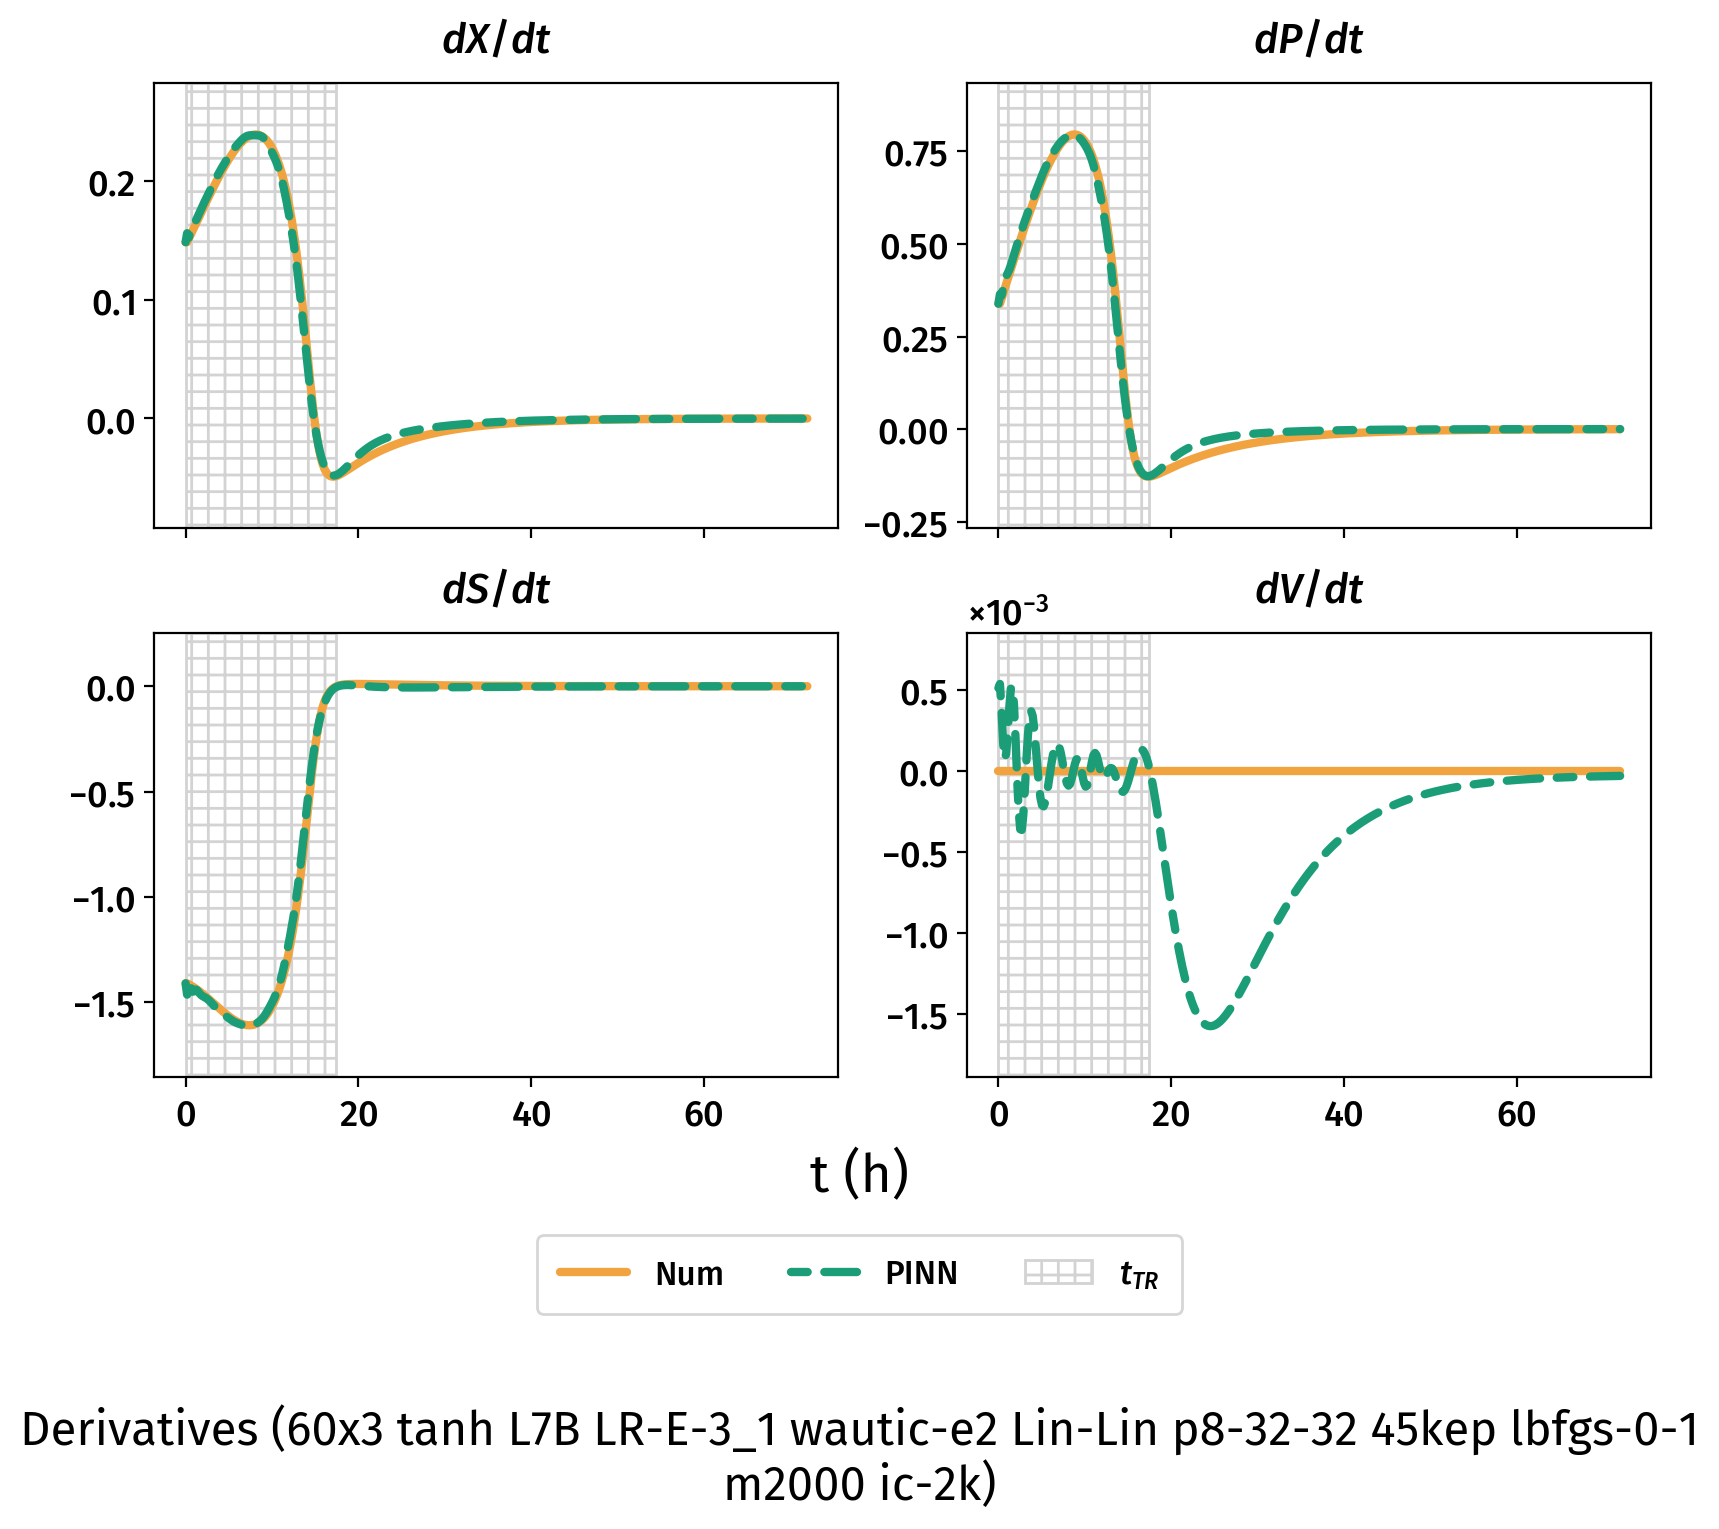 dX/dt
dP/dt
0.2
0.1
0.0
0.75
0.50
0.25
0.00
−0.25
dS/dt
dV/dt
×10⁻³
0.0
−0.5
−1.0
−1.5
0.5
0.0
−0.5
−1.0
−1.5
0 20 40 60
0 20 40 60
t (h)
Num PINN t_TR
Derivatives (60x3 tanh L7B LR-E-3_1 wautic-e2 Lin-Lin p8-32-32 45kep lbfgs-0-1
m2000 ic-2k)